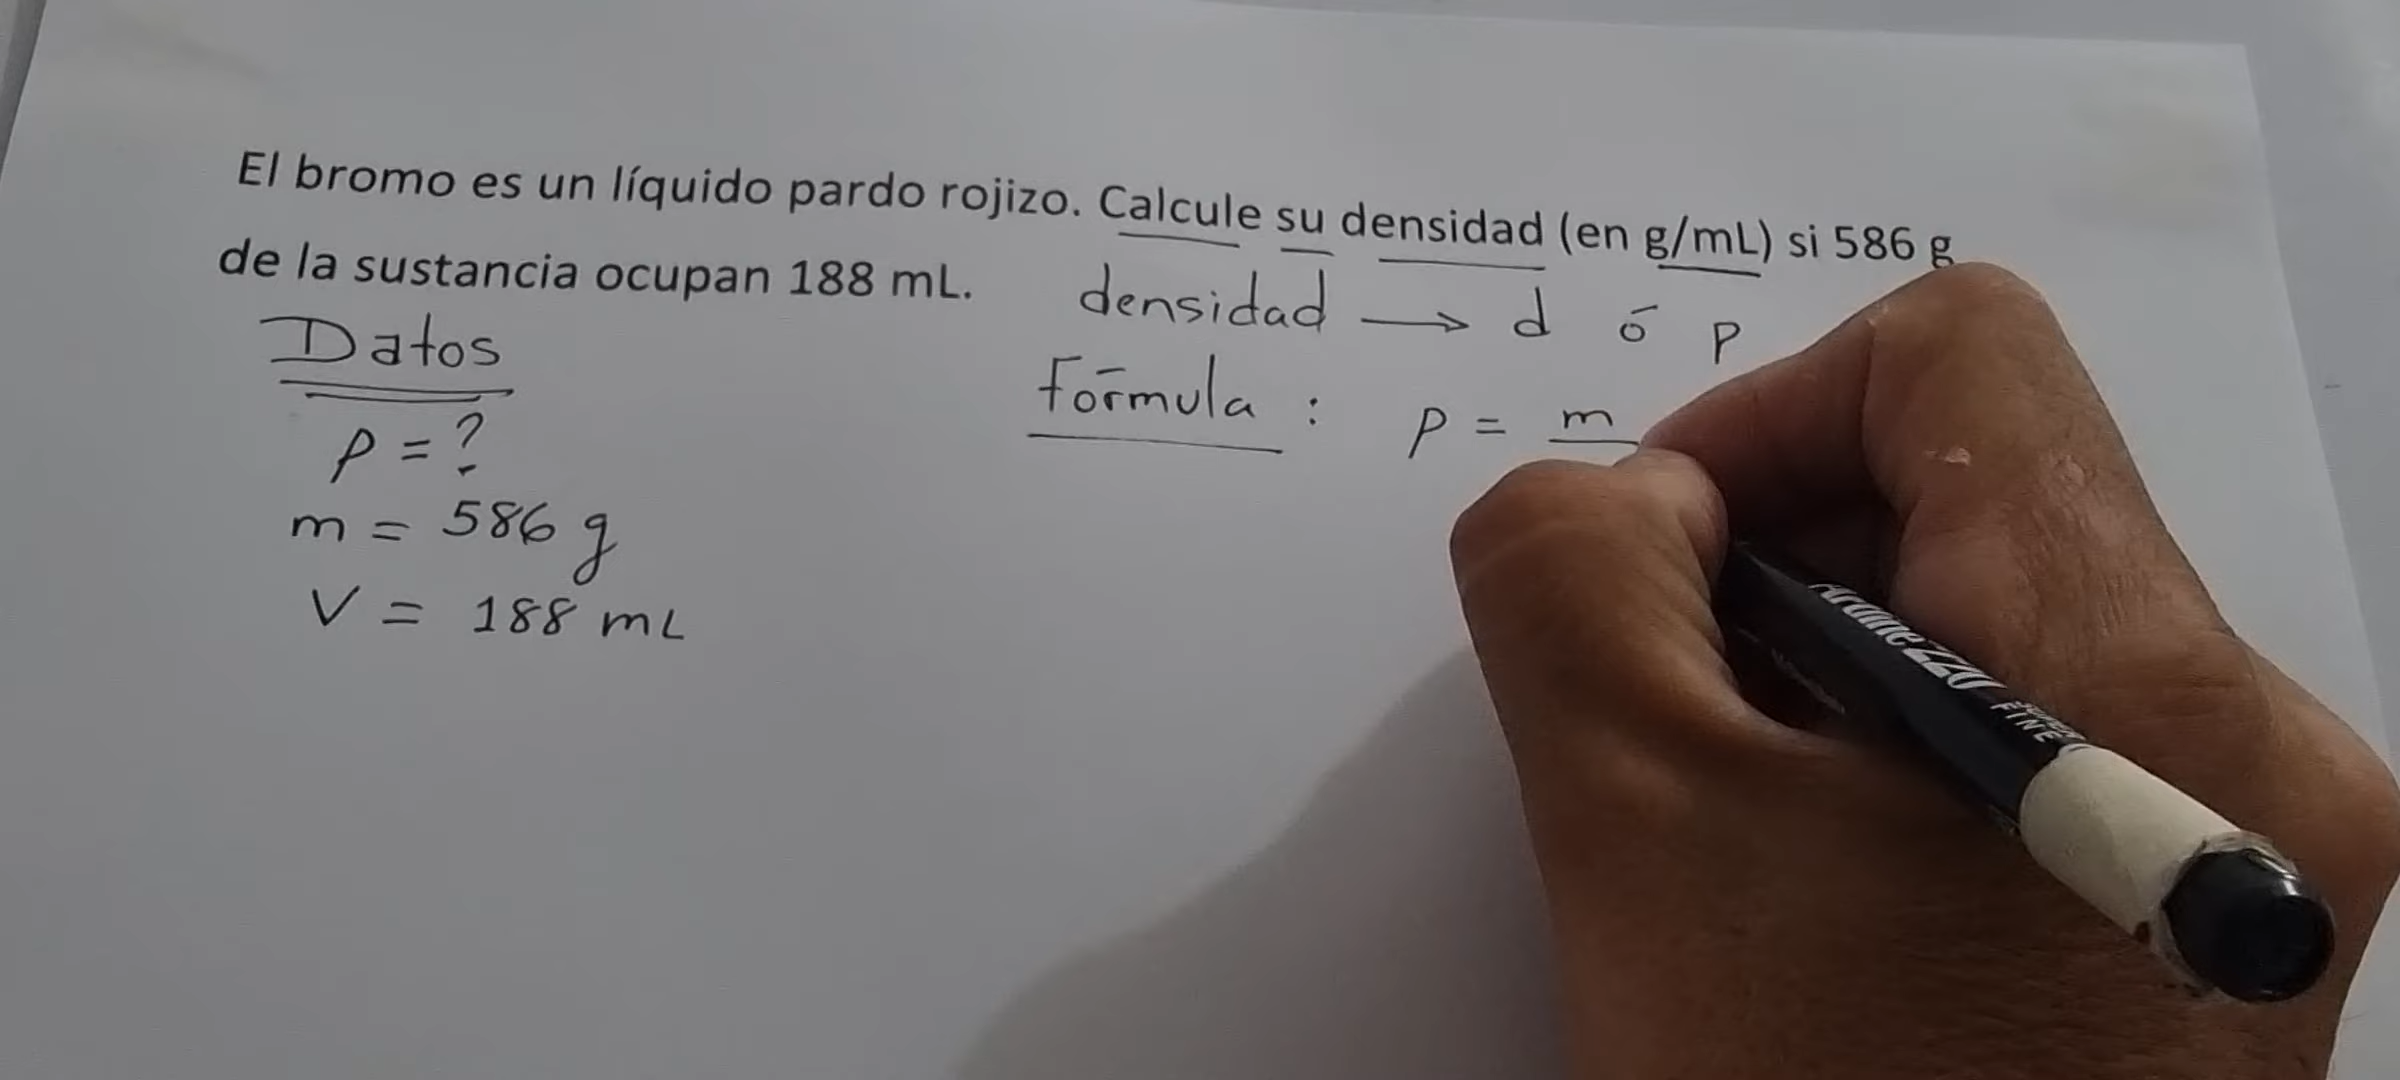 El bromo es un líquido pardo rojizo. Calcule su densidad (en g/mL) si 586 g
de la sustancia ocupan 188 mL.
densidad → d ó ρ
Datos
Fórmula : ρ = m
ρ = ?
m = 586 g
V = 188 mL
FINE